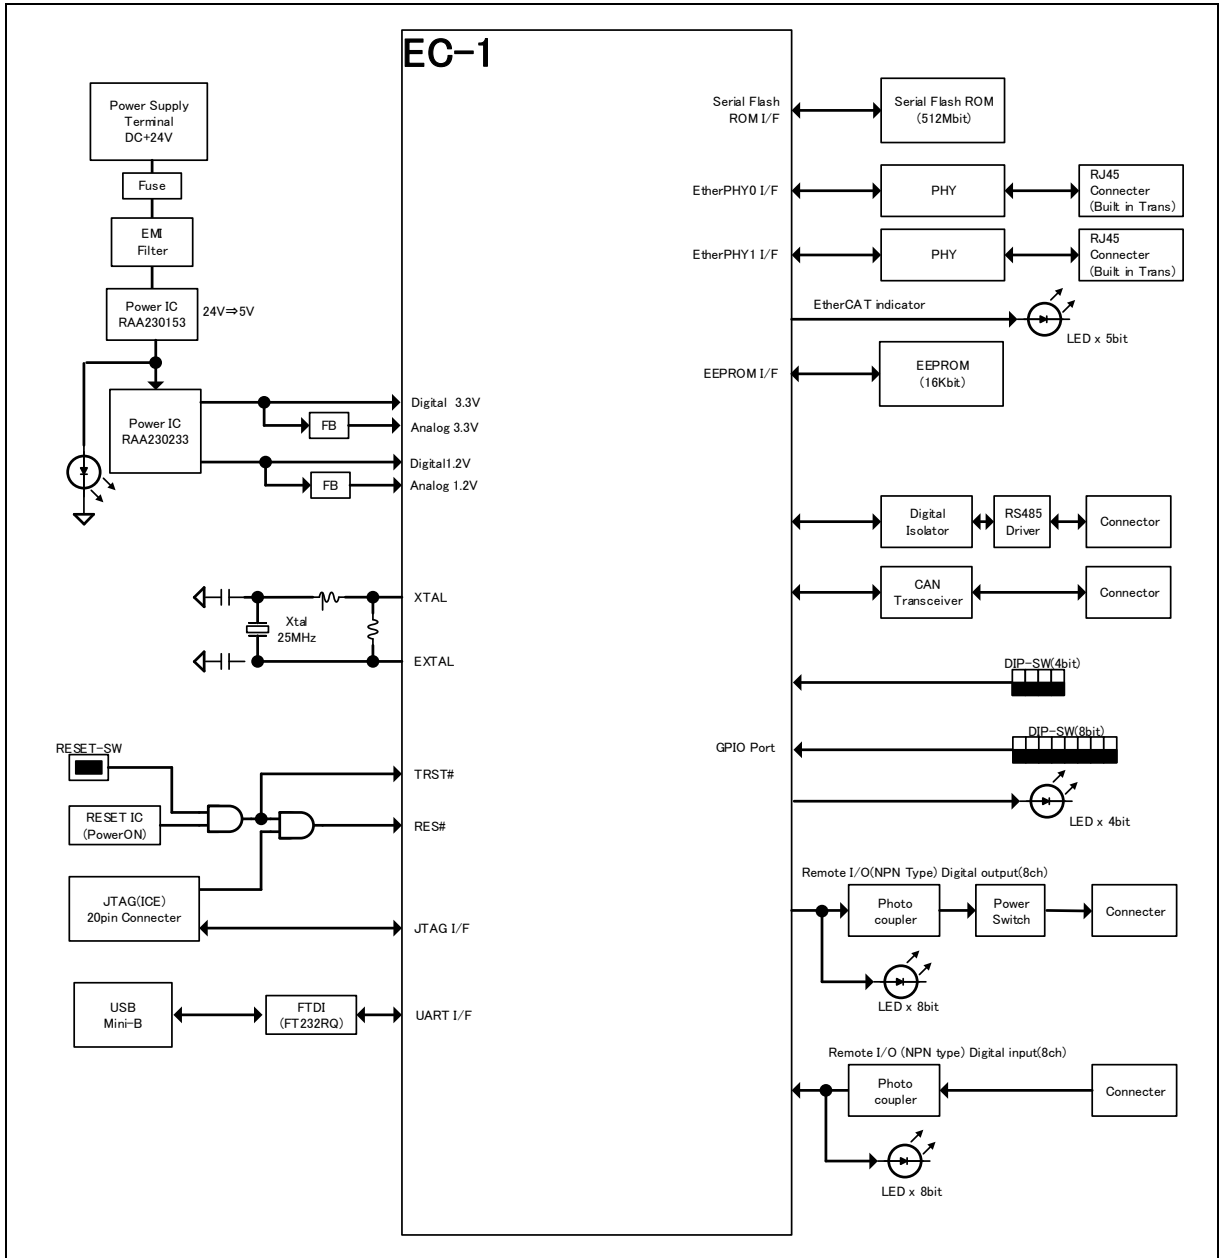 EC-1
Power Supply
Terminal
DC+24V
Fuse
EMI
Filter
Power IC
RAA230153
24V⇒5V
Power IC
RAA230233
FB
FB
Digital 3.3V
Analog 3.3V
Digital1.2V
Analog 1.2V
Xtal
25MHz
XTAL
EXTAL
RESET-SW
RESET IC
(PowerON)
TRST#
RES#
JTAG(ICE)
20pin Connecter
JTAG I/F
USB
Mini-B
FTDI
(FT232RQ)
UART I/F
Serial Flash
ROM I/F
Serial Flash ROM
(512Mbit)
EtherPHY0 I/F
PHY
RJ45
Connecter
(Built in Trans)
EtherPHY1 I/F
PHY
RJ45
Connecter
(Built in Trans)
EtherCAT indicator
LED x 5bit
EEPROM I/F
EEPROM
(16Kbit)
Digital
Isolator
RS485
Driver
Connector
CAN
Transceiver
Connector
DIP-SW(4bit)
GPIO Port
DIP-SW(8bit)
LED x 4bit
Remote I/O(NPN Type) Digital output(8ch)
Photo
coupler
Power
Switch
Connecter
LED x 8bit
Remote I/O (NPN type) Digital input(8ch)
Photo
coupler
Connecter
LED x 8bit